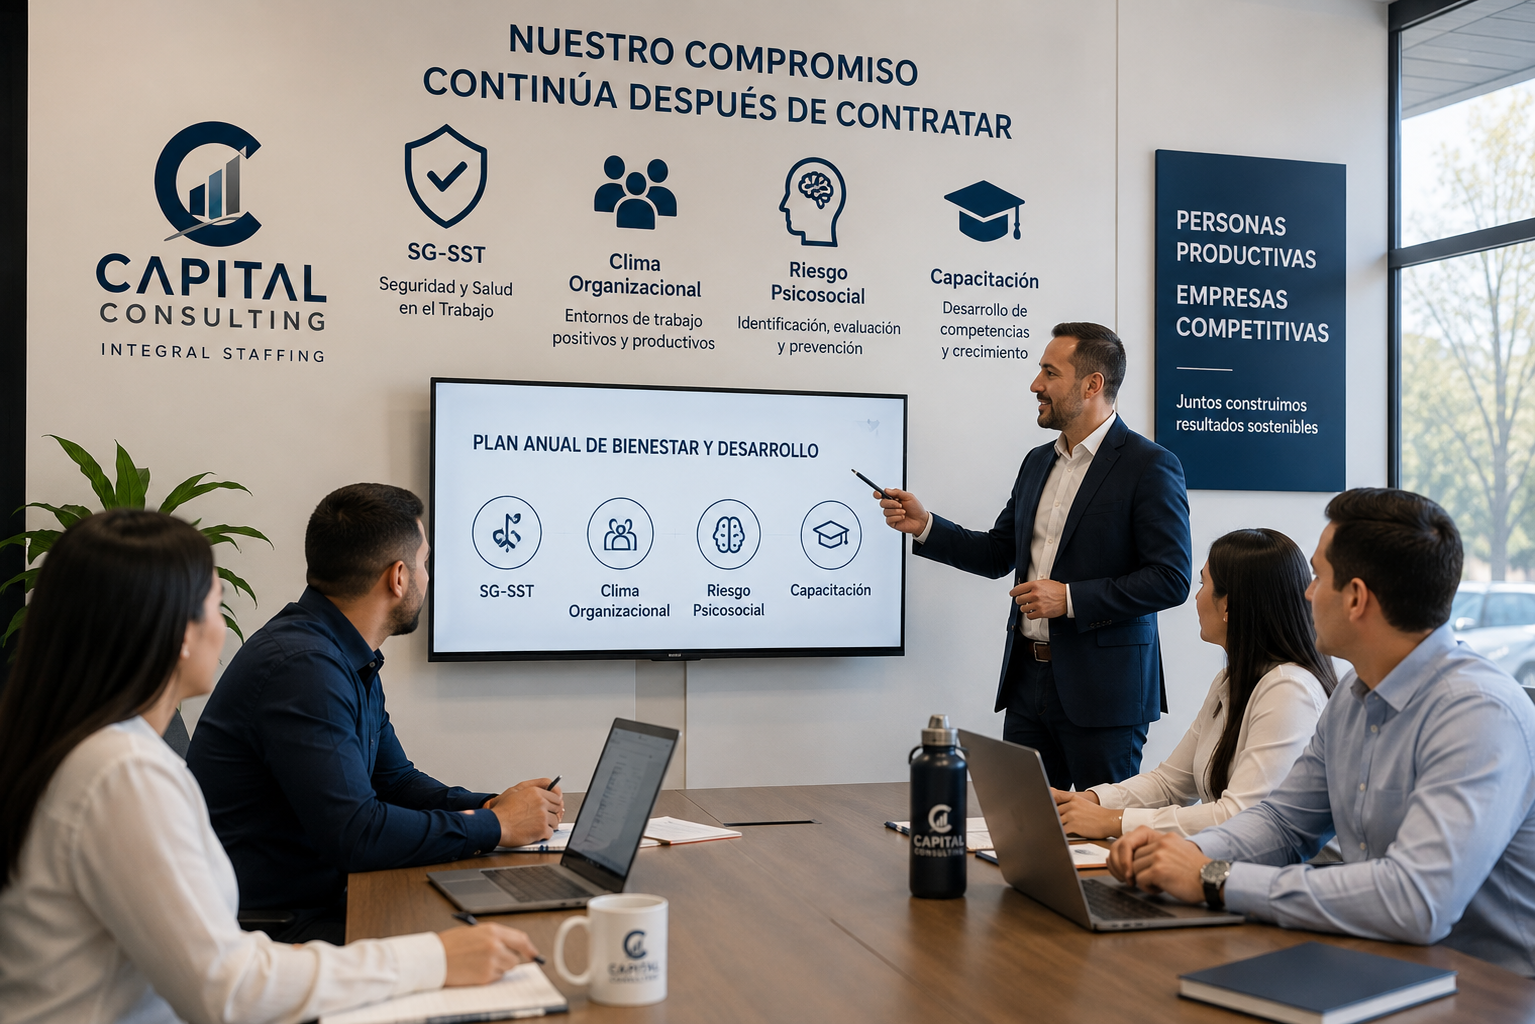 NUESTRO COMPROMISO
CONTINÚA DESPUÉS DE CONTRATAR
CAPITAL
CONSULTING
INTEGRAL STAFFING
SG-SST
Seguridad y Salud
en el Trabajo
Clima
Organizacional
Entornos de trabajo
positivos y productivos
Riesgo
Psicosocial
Identificación, evaluación
y prevención
Capacitación
Desarrollo de
competencias
y crecimiento
PERSONAS
PRODUCTIVAS
EMPRESAS
COMPETITIVAS
Juntos construimos
resultados sostenibles
PLAN ANUAL DE BIENESTAR Y DESARROLLO
SG-SST
Clima
Organizacional
Riesgo
Psicosocial
Capacitación
CAPITAL
CONSULTING
CAPITAL
CONSULTING